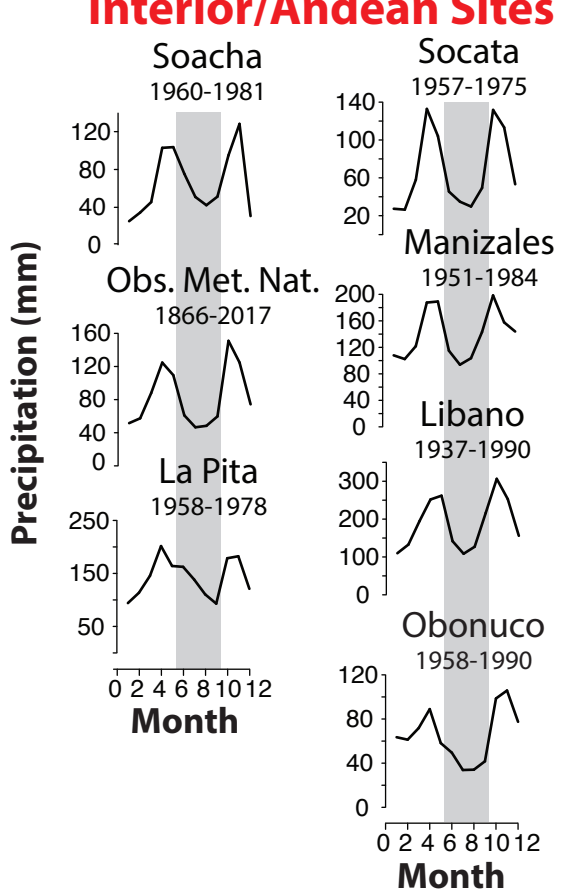 Interior/Andean Sites
Precipitation (mm)
Soacha
1960-1981
120
80
40
0
Obs. Met. Nat.
1866-2017
160
120
80
40
0
La Pita
1958-1978
250
150
50
0 2 4 6 8 10 12
Month
Socata
1957-1975
140
100
60
20
Manizales
1951-1984
200
160
120
80
40
0
Libano
1937-1990
300
200
100
0
Obonuco
1958-1990
120
80
40
0
0 2 4 6 8 10 12
Month